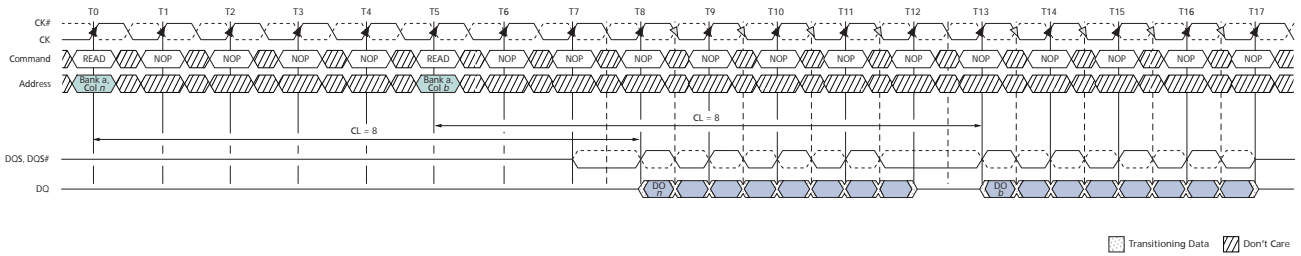 T0 T1 T2 T3 T4 T5 T6 T7 T8 T9 T10 T11 T12 T13 T14 T15 T16 T17
CK#
CK
Command READ NOP NOP NOP NOP READ NOP NOP NOP NOP NOP NOP NOP NOP NOP NOP NOP NOP
Address Bank a, Col n Bank a, Col b
CL = 8
CL = 8
DQS, DQS#
DQ DO n DO b
Transitioning Data Don't Care